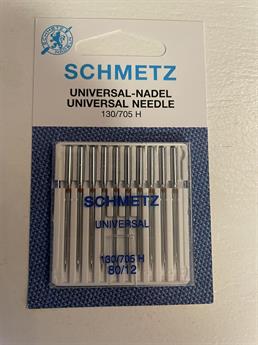 SCHMETZ
UNIVERSAL-NADEL
UNIVERSAL NEEDLE
130/705 H
SCHMETZ
UNIVERSAL
130/705 H
80/12